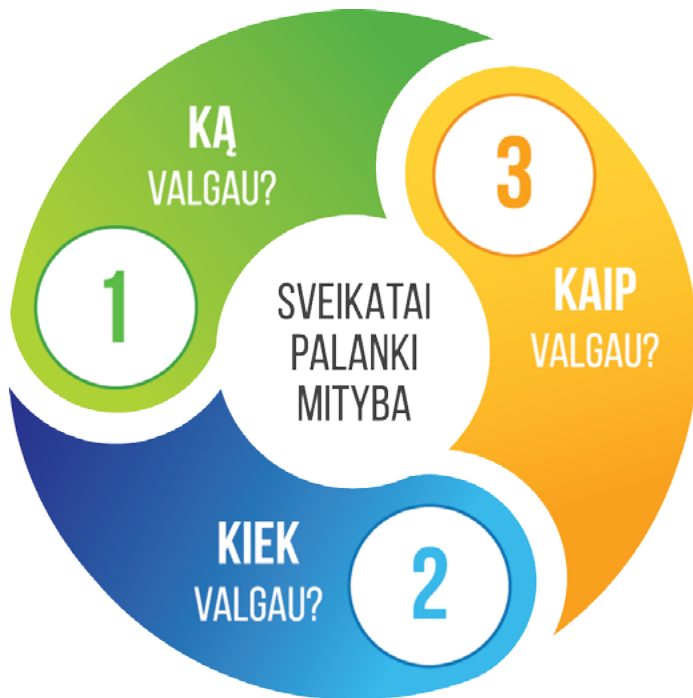 SVEIKATAI
PALANKI
MITYBA
1
KĄ
VALGAU?
2
KIEK
VALGAU?
3
KAIP
VALGAU?